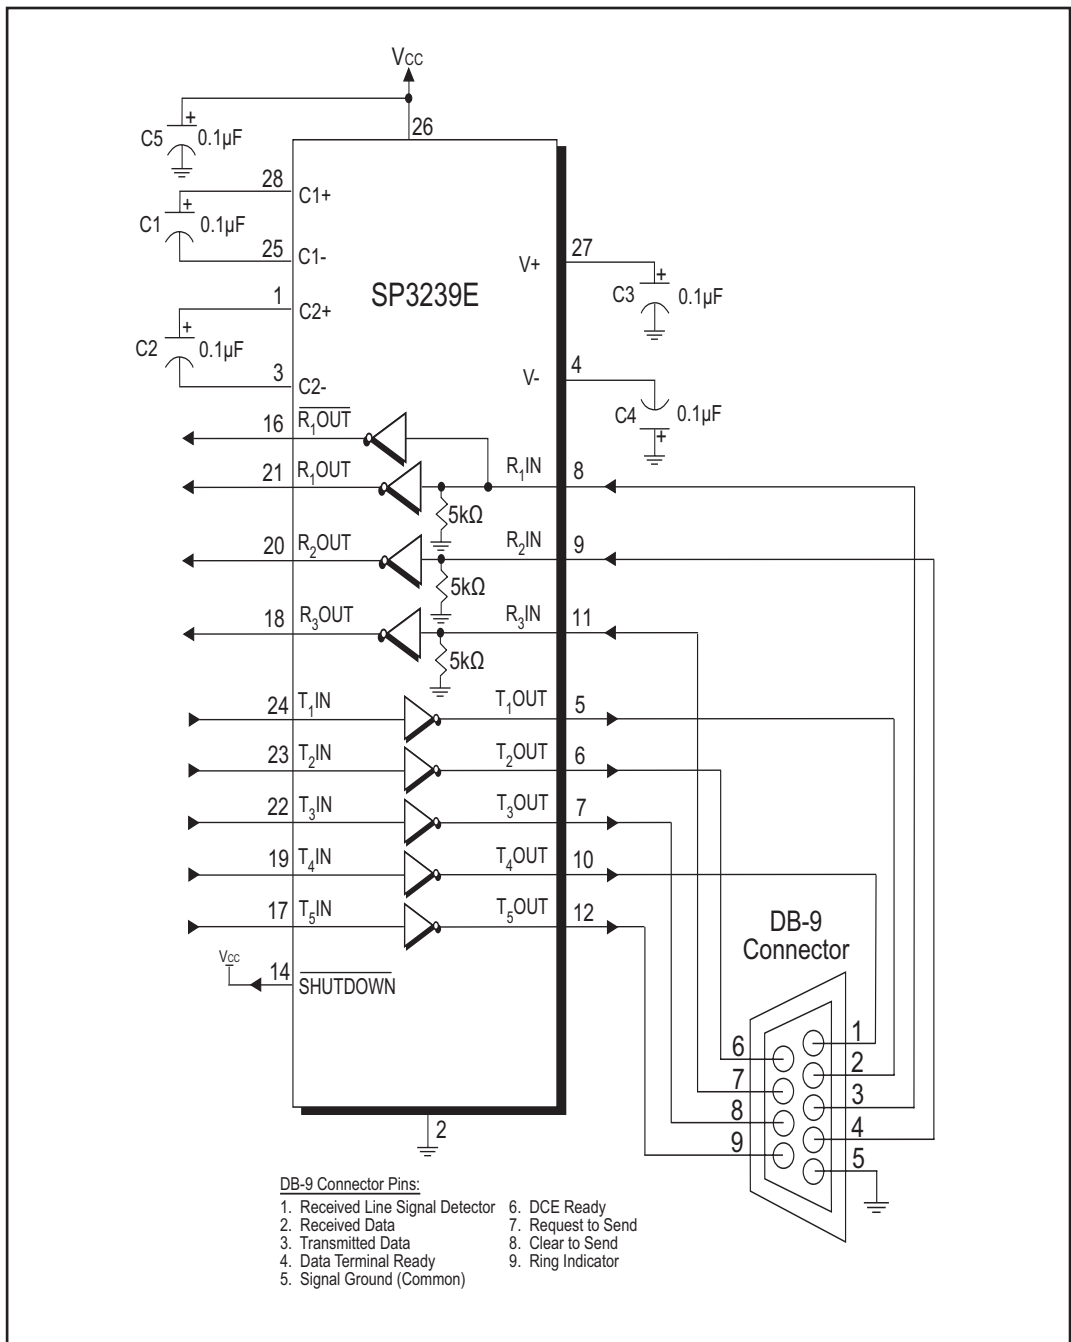 VCC
26
C5
+
0.1µF
28
C1+
C1
+
0.1µF
25
C1-
1
C2+
C2
+
0.1µF
3
C2-
SP3239E
V+
27
+
C3
0.1µF
V-
4
C4
0.1µF
+
16
R1OUT
21
R1OUT
R1IN
8
5kΩ
20
R2OUT
R2IN
9
5kΩ
18
R3OUT
R3IN
11
5kΩ
24
T1IN
T1OUT
5
23
T2IN
T2OUT
6
22
T3IN
T3OUT
7
19
T4IN
T4OUT
10
17
T5IN
T5OUT
12
VCC
14
SHUTDOWN
2
DB-9
Connector
6
7
8
9
1
2
3
4
5
DB-9 Connector Pins:
1. Received Line Signal Detector
2. Received Data
3. Transmitted Data
4. Data Terminal Ready
5. Signal Ground (Common)
6. DCE Ready
7. Request to Send
8. Clear to Send
9. Ring Indicator